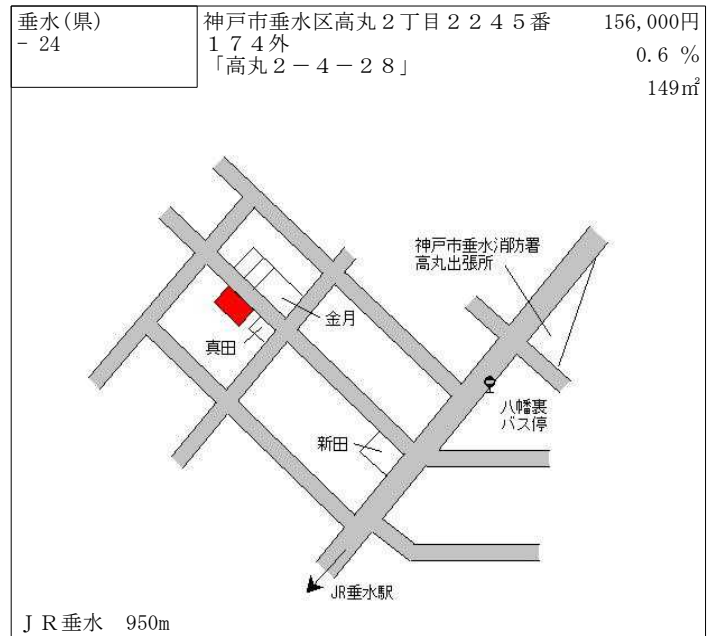 垂水(県)
- 24
神戸市垂水区高丸２丁目２２４５番
１７４外
「高丸２－４－２８」
156,000円
0.6 %
149㎡
神戸市垂水消防署
高丸出張所
金月
真田
八幡裏
バス停
新田
JR垂水駅
ＪＲ垂水　950m